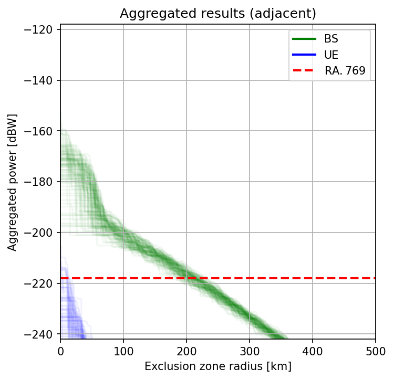 Aggregated results (adjacent)
BS
UE
RA. 769
Aggregated power [dBW]
−120
−140
−160
−180
−200
−220
−240
0 100 200 300 400 500
Exclusion zone radius [km]